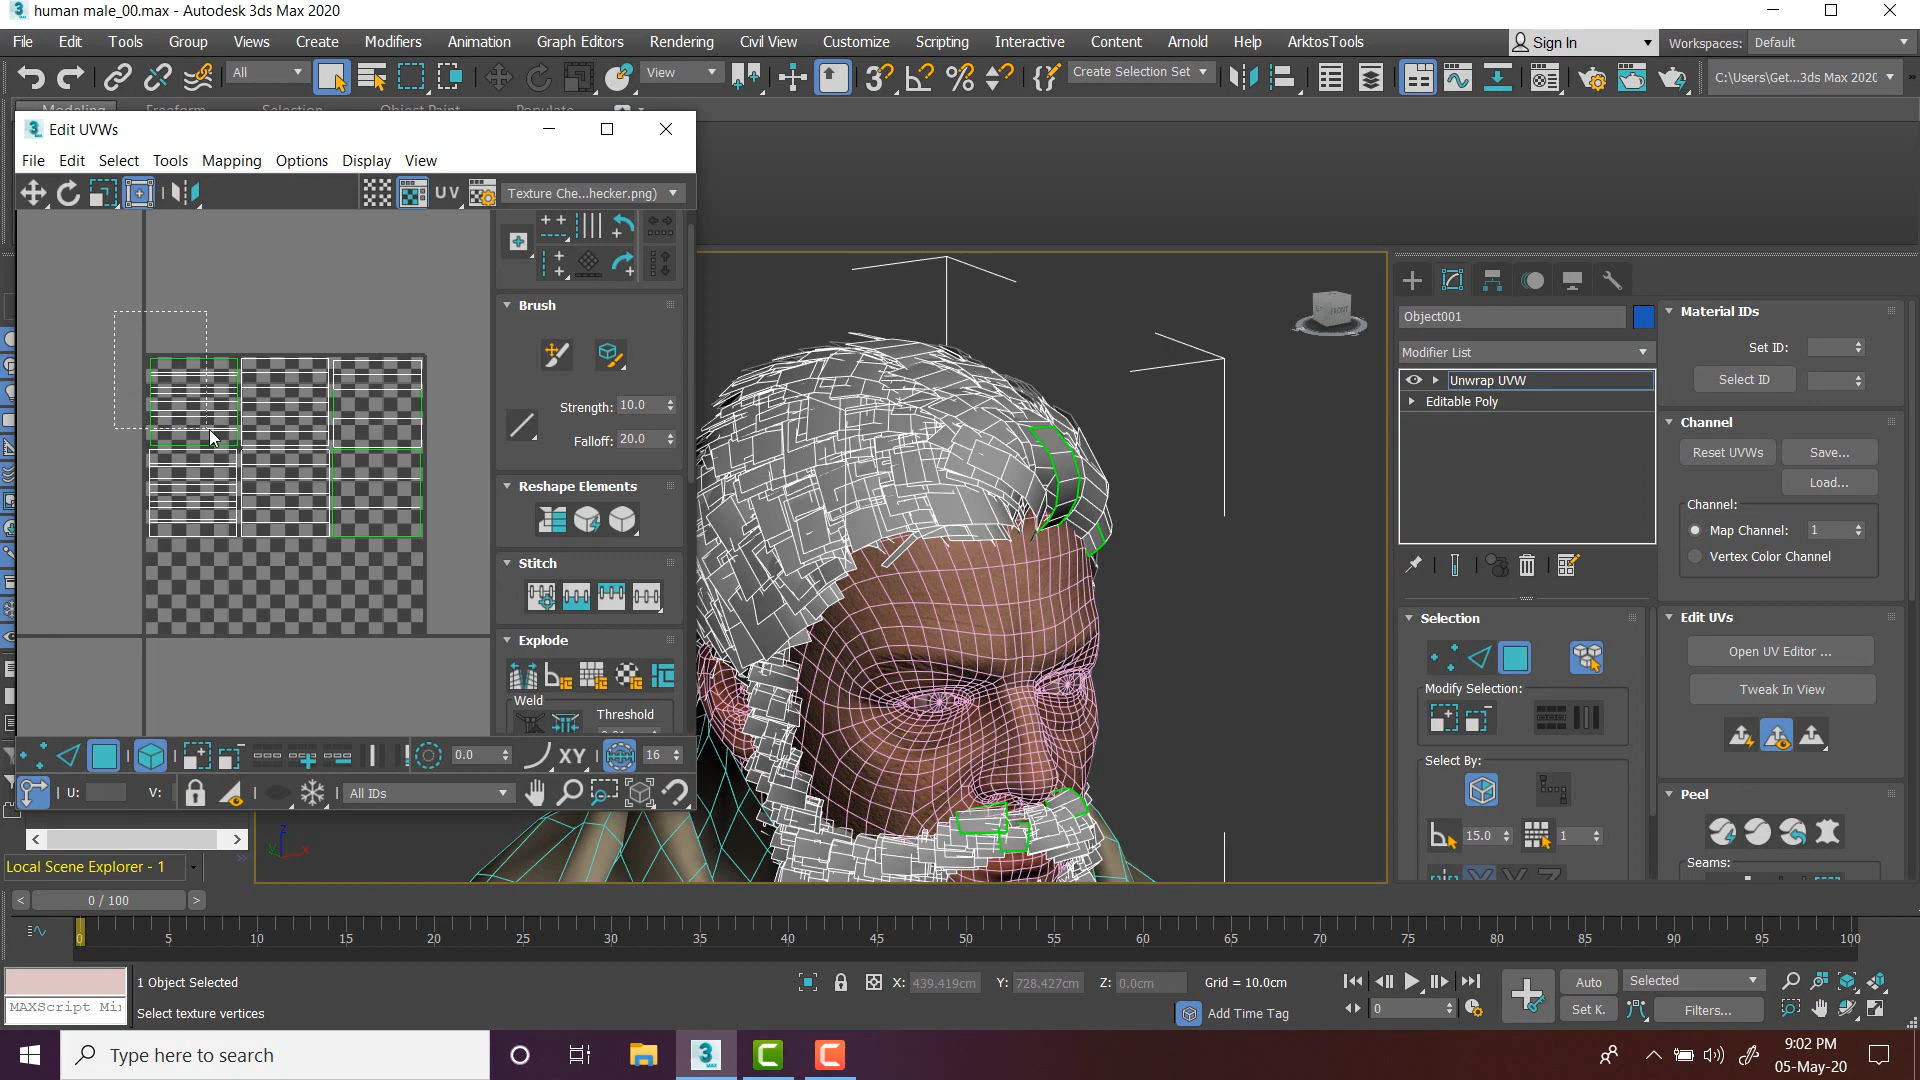 human male_00.max - Autodesk 3ds Max 2020
File Edit Tools Group Views Create Modifiers Animation Graph Editors Rendering Civil View Customize Scripting Interactive Content Arnold Help ArktosTools
Sign In
Workspaces: Default
All
View
Create Selection Set
C:\Users\Get...3ds Max 2020
Modeling Freeform Selection Object Paint Populate
Edit UVWs
File Edit Select Tools Mapping Options Display View
UV
Texture Che...hecker.png)
Brush
Strength: 10.0
Falloff: 20.0
Reshape Elements
Stitch
Explode
Weld
Threshold
0.0
XY
16
U:
V:
All IDs
FRONT
Object001
Modifier List
Unwrap UVW
Editable Poly
Selection
Modify Selection:
Select By:
15.0
1
Material IDs
Set ID:
Select ID
Channel
Reset UVWs
Save...
Load...
Channel:
Map Channel: 1
Vertex Color Channel
Edit UVs
Open UV Editor ...
Tweak In View
Peel
Seams:
Local Scene Explorer - 1
0 / 100
0 5 10 15 20 25 30 35 40 45 50 55 60 65 70 75 80 85 90 95 100
1 Object Selected
X: 439.419cm
Y: 728.427cm
Z: 0.0cm
Grid = 10.0cm
Auto
Selected
MAXScript Mi
Select texture vertices
Add Time Tag
0
Set K.
Filters...
Type here to search
9:02 PM
05-May-20